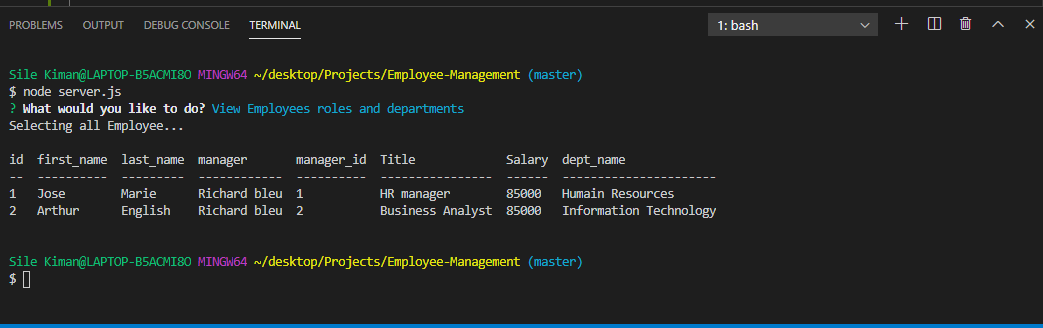 PROBLEMS OUTPUT DEBUG CONSOLE TERMINAL 1: bash
Sile Kiman@LAPTOP-B5ACMI8O MINGW64 ~/desktop/Projects/Employee-Management (master)
$ node server.js
? What would you like to do? View Employees roles and departments
Selecting all Employee...
id first_name last_name manager manager_id Title Salary dept_name
-- ---------- --------- ------------ ---------- ---------------- ------ ----------------------
1 Jose Marie Richard bleu 1 HR manager 85000 Humain Resources
2 Arthur English Richard bleu 2 Business Analyst 85000 Information Technology
Sile Kiman@LAPTOP-B5ACMI8O MINGW64 ~/desktop/Projects/Employee-Management (master)
$